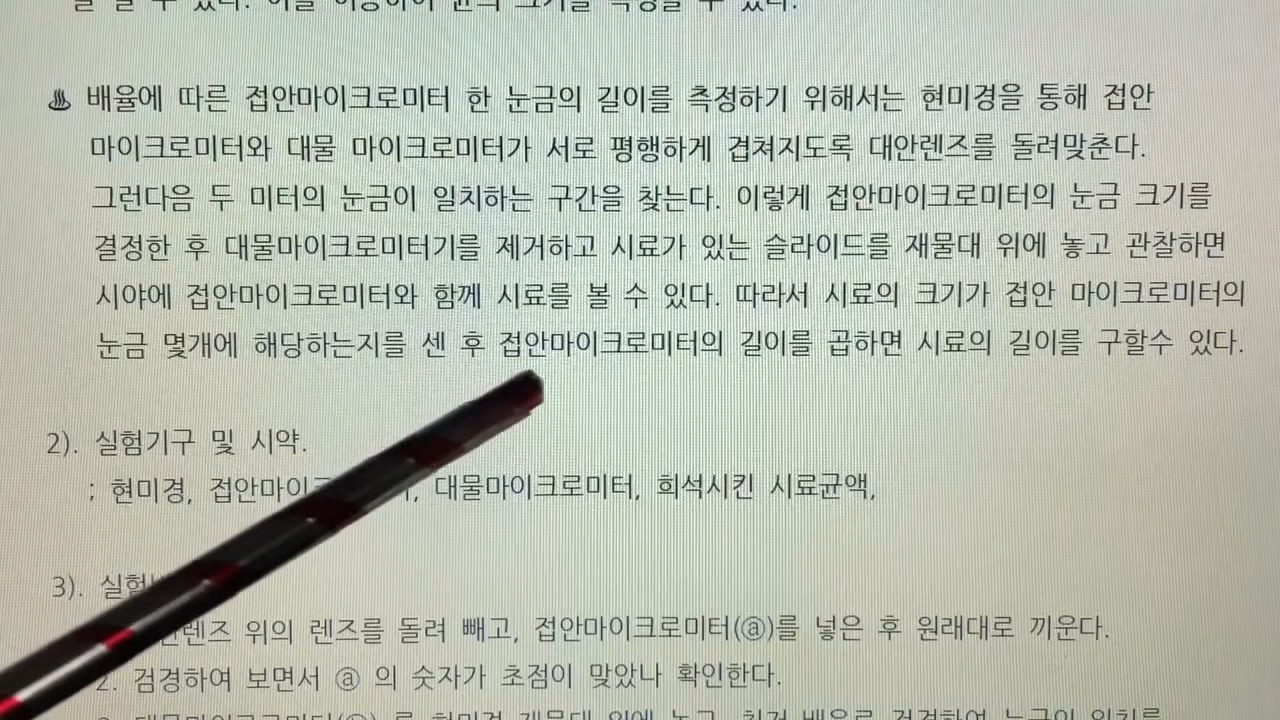 ♨ 배율에 따른 접안마이크로미터 한 눈금의 길이를 측정하기 위해서는 현미경을 통해 접안
마이크로미터와 대물 마이크로미터가 서로 평행하게 겹쳐지도록 대안렌즈를 돌려맞춘다.
그런다음 두 미터의 눈금이 일치하는 구간을 찾는다. 이렇게 접안마이크로미터의 눈금 크기를
결정한 후 대물마이크로미터기를 제거하고 시료가 있는 슬라이드를 재물대 위에 놓고 관찰하면
시야에 접안마이크로미터와 함께 시료를 볼 수 있다. 따라서 시료의 크기가 접안 마이크로미터의
눈금 몇개에 해당하는지를 센 후 접안마이크로미터의 길이를 곱하면 시료의 길이를 구할수 있다.
2). 실험기구 및 시약.
; 현미경, 대물마이크로미터, 희석시킨 시료균액,
3). 실험
위의 렌즈를 돌려 빼고, 접안마이크로미터(ⓐ)를 넣은 후 원래대로 끼운다.
2. 검경하여 보면서 ⓐ 의 숫자가 초점이 맞았나 확인한다.